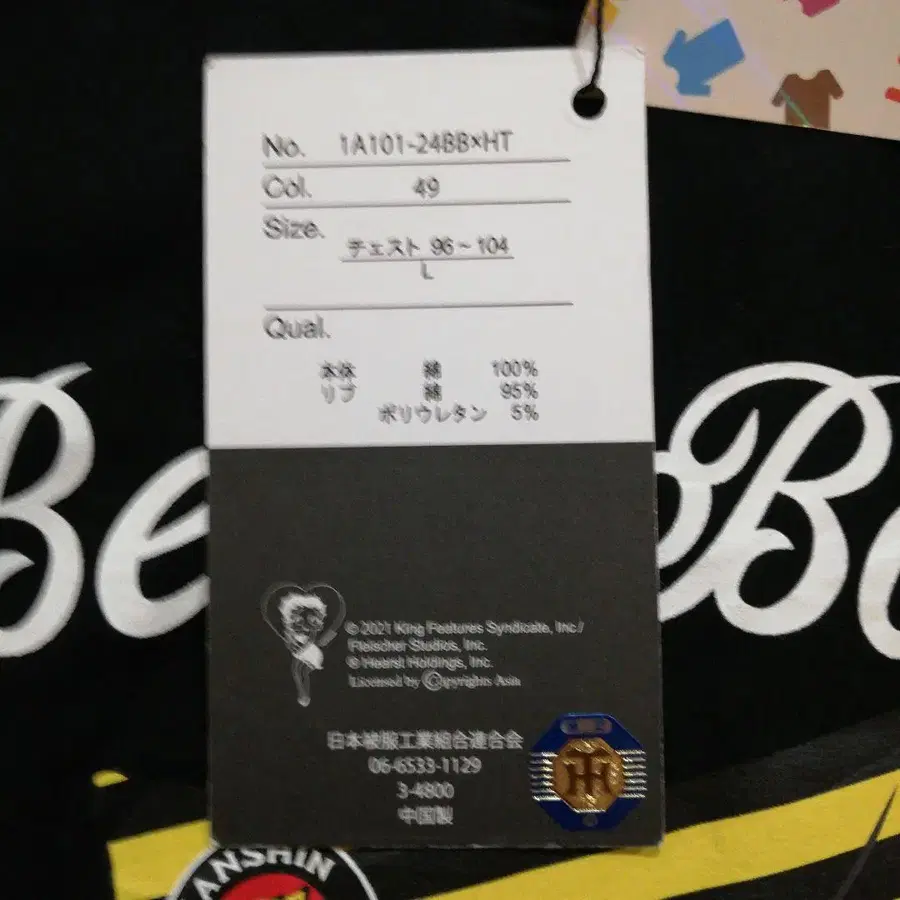 No. 1A101-24BB×HT
Col. 49
Size.
チェスト 96~104
L
Qual.
本体 綿 100%
リブ 綿 95%
ポリウレタン 5%
Be
B
© 2021 King Features Syndicate, Inc./
Fleischer Studios, Inc.
© Hearst Holdings, Inc.
Licensed by Copyrights Asia
日本被服工業組合連合会
06-6533-1129
3-4800
中国製
HT
ANSHIN